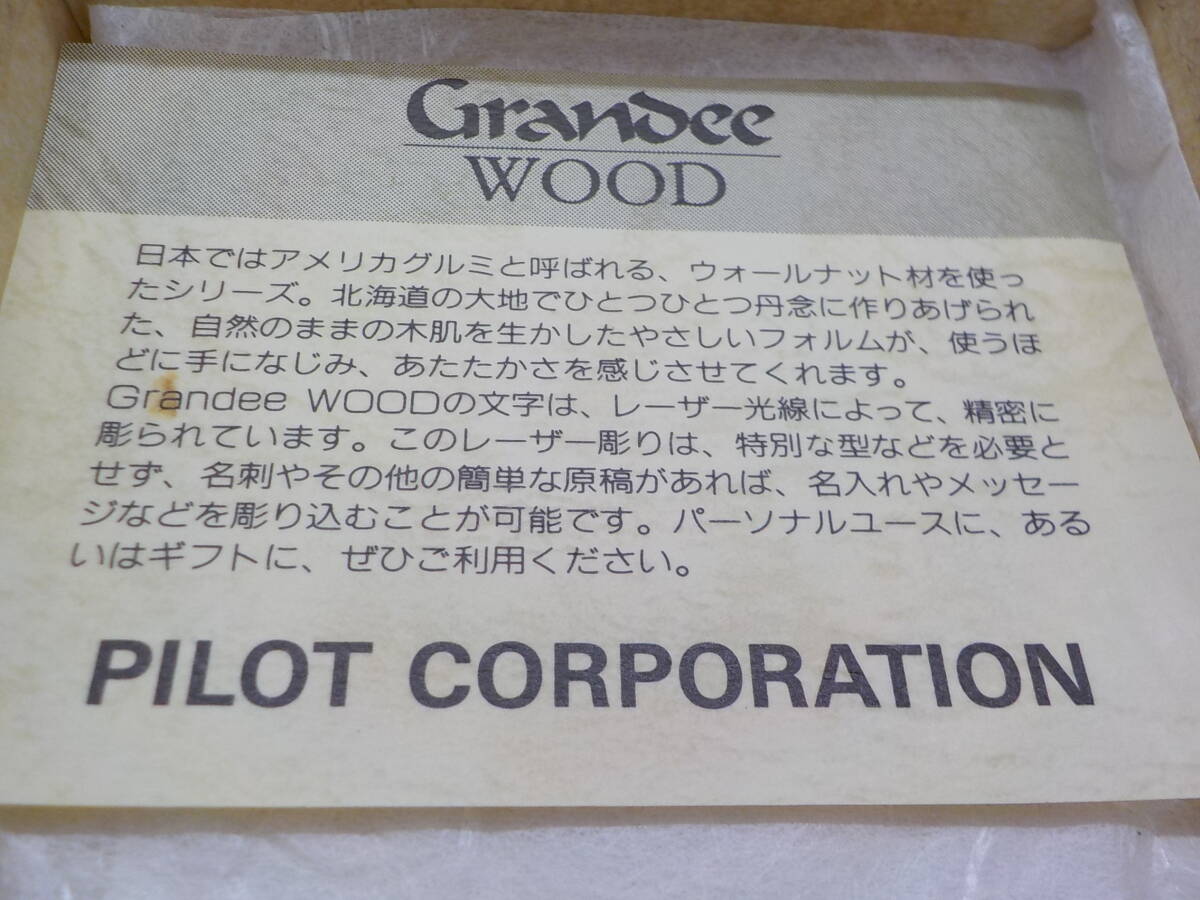 Grandee
WOOD
日本ではアメリカグルミと呼ばれる、ウォールナット材を使っ
たシリーズ。北海道の大地でひとつひとつ丹念に作りあげられ
た、自然のままの木肌を生かしたやさしいフォルムが、使うほ
どに手になじみ、あたたかさを感じさせてくれます。
Grandee WOODの文字は、レーザー光線によって、精密に
彫られています。このレーザー彫りは、特別な型などを必要と
せず、名刺やその他の簡単な原稿があれば、名入れやメッセー
ジなどを彫り込むことが可能です。パーソナルユースに、ある
いはギフトに、ぜひご利用ください。
PILOT CORPORATION